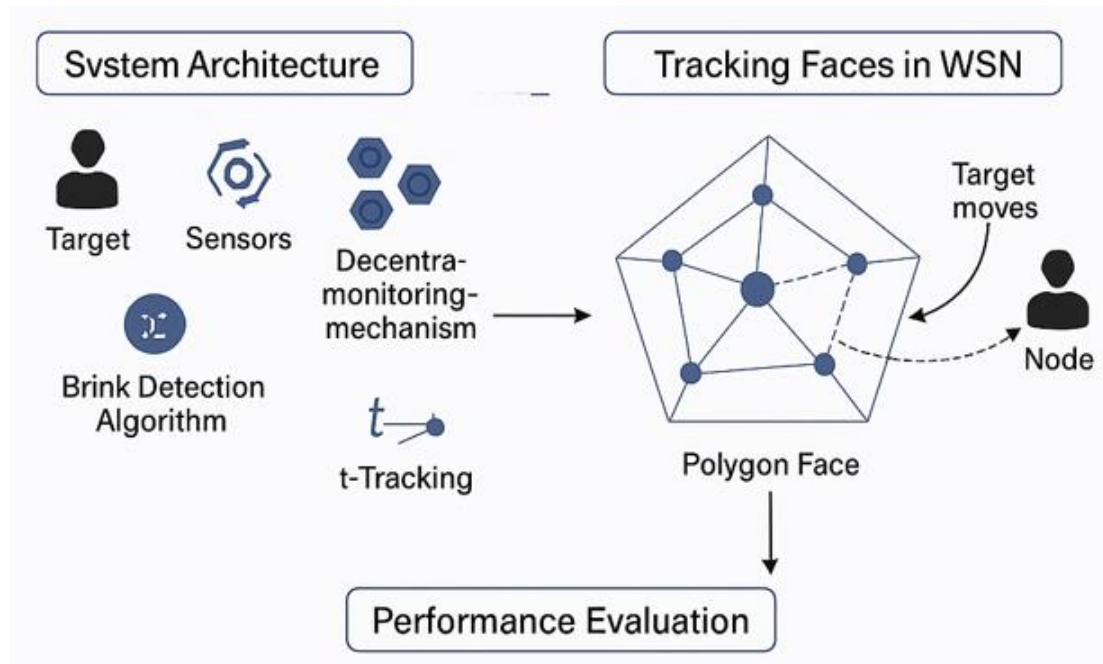 Svstem Architecture
Tracking Faces in WSN
Target
Sensors
Decentra-
monitoring-
mechanism
Brink Detection
Algorithm
t
t-Tracking
Target
moves
Node
Polygon Face
Performance Evaluation